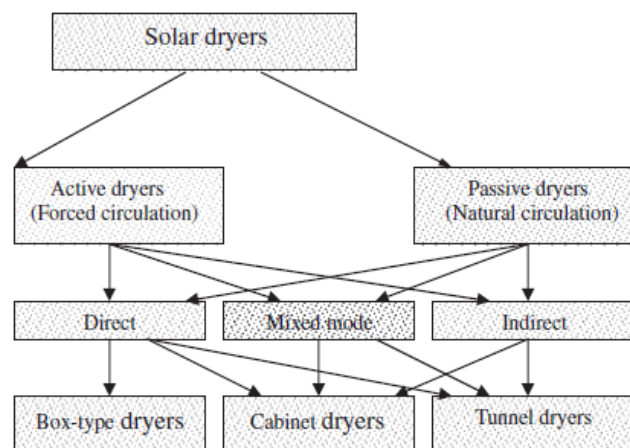 Solar dryers
Active dryers
(Forced circulation)
Passive dryers
(Natural circulation)
Direct
Mixed mode
Indirect
Box-type dryers
Cabinet dryers
Tunnel dryers